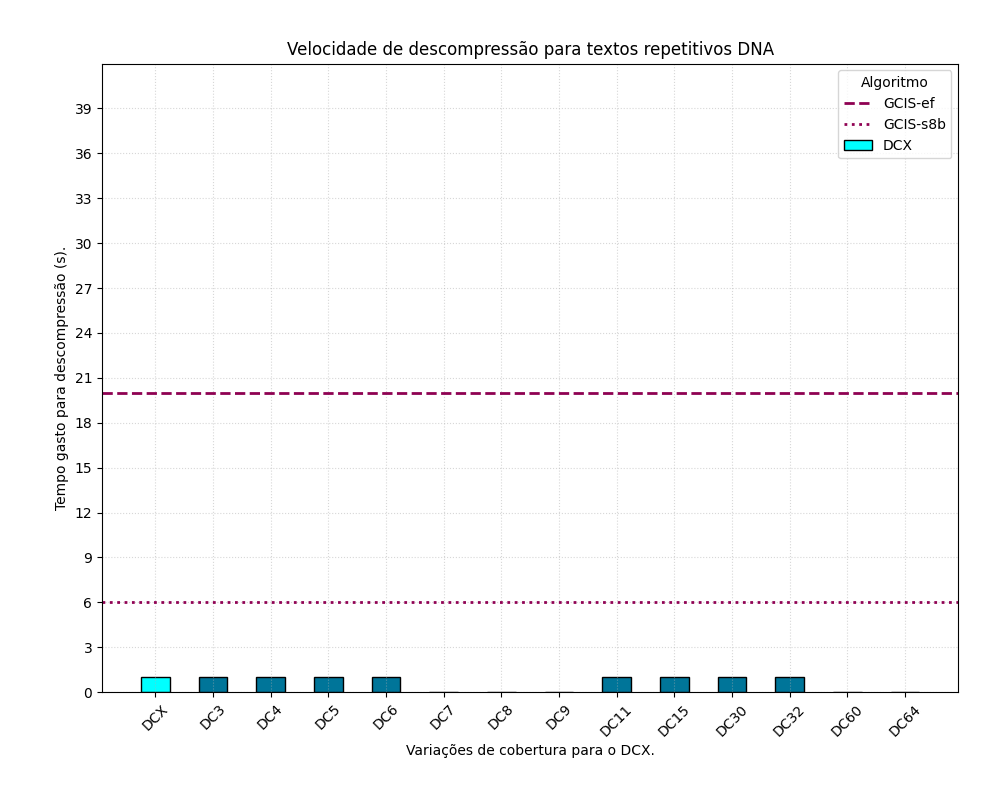 Velocidade de descompressão para textos repetitivos DNA
Algoritmo
GCIS-ef
GCIS-s8b
DCX
Tempo gasto para descompressão (s).
39
36
33
30
27
24
21
18
15
12
9
6
3
0
DCX
DC3
DC4
DC5
DC6
DC7
DC8
DC9
DC11
DC15
DC30
DC32
DC60
DC64
Variações de cobertura para o DCX.